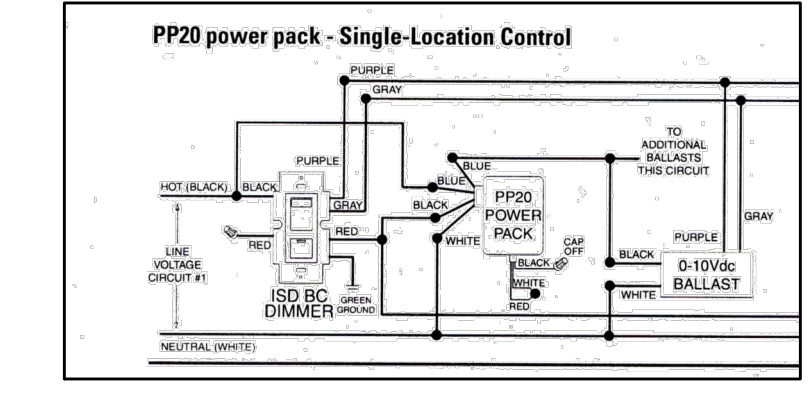 PP20 power pack - Single-Location Control
PURPLE
GRAY
TO
ADDITIONAL
BALLASTS
THIS CIRCUIT
PURPLE
BLUE
HOT (BLACK)
BLACK
BLUE
PP20
POWER
PACK
GRAY
BLACK
GRAY
RED
RED
WHITE
PURPLE
CAP
OFF
LINE
VOLTAGE
CIRCUIT #1
BLACK
BLACK
0-10Vdc
BALLAST
ISD BC
DIMMER
GREEN
GROUND
WHITE
RED
WHITE
NEUTRAL (WHITE)